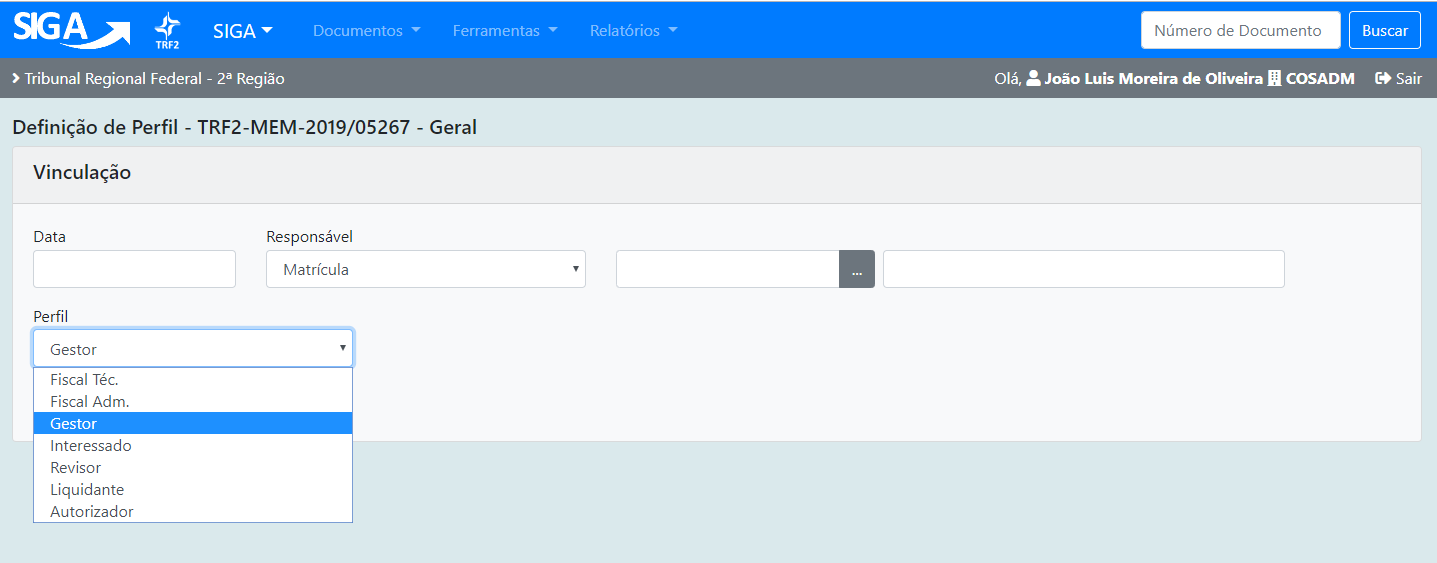 SIGA TRF2 SIGA Documentos Ferramentas Relatórios Número de Documento Buscar
Tribunal Regional Federal - 2ª Região Olá, João Luis Moreira de Oliveira COSADM Sair
Definição de Perfil - TRF2-MEM-2019/05267 - Geral
Vinculação
Data Responsável
Matrícula ...
Perfil
Gestor
Fiscal Téc.
Fiscal Adm.
Gestor
Interessado
Revisor
Liquidante
Autorizador